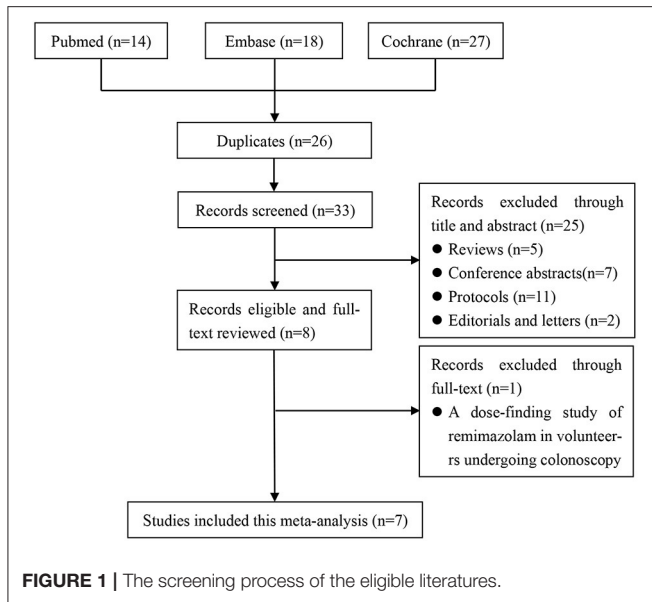 Pubmed (n=14)
Embase (n=18)
Cochrane (n=27)
Duplicates (n=26)
Records screened (n=33)
Records excluded through
title and abstract (n=25)
● Reviews (n=5)
● Conference abstracts(n=7)
● Protocols (n=11)
● Editorials and letters (n=2)
Records eligible and full-
text reviewed (n=8)
Records excluded through
full-text (n=1)
● A dose-finding study of
remimazolam in volunteer-
rs undergoing colonoscopy
Studies included this meta-analysis (n=7)
FIGURE 1 | The screening process of the eligible literatures.